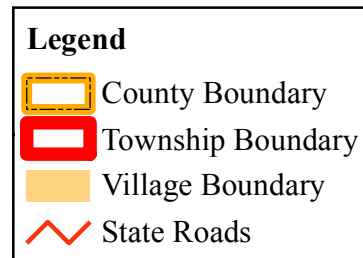 Legend
County Boundary
Township Boundary
Village Boundary
State Roads